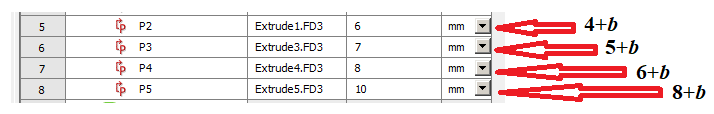 5 P2 Extrude1.FD3 6 mm 4+b
6 P3 Extrude3.FD3 7 mm 5+b
7 P4 Extrude4.FD3 8 mm 6+b
8 P5 Extrude5.FD3 10 mm 8+b